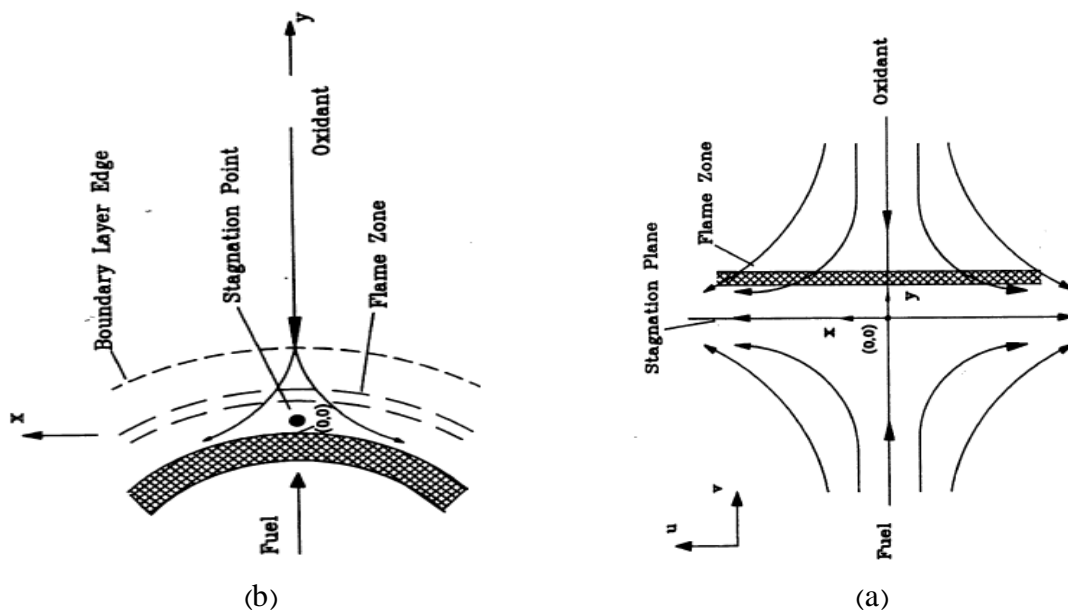 Boundary Layer Edge
Stagnation Point
Flame Zone
Oxidant
y
x
(0,0)
Fuel
(b)
Stagnation Plane
Flame Zone
Oxidant
y
x
(0,0)
Fuel
u
v
(a)